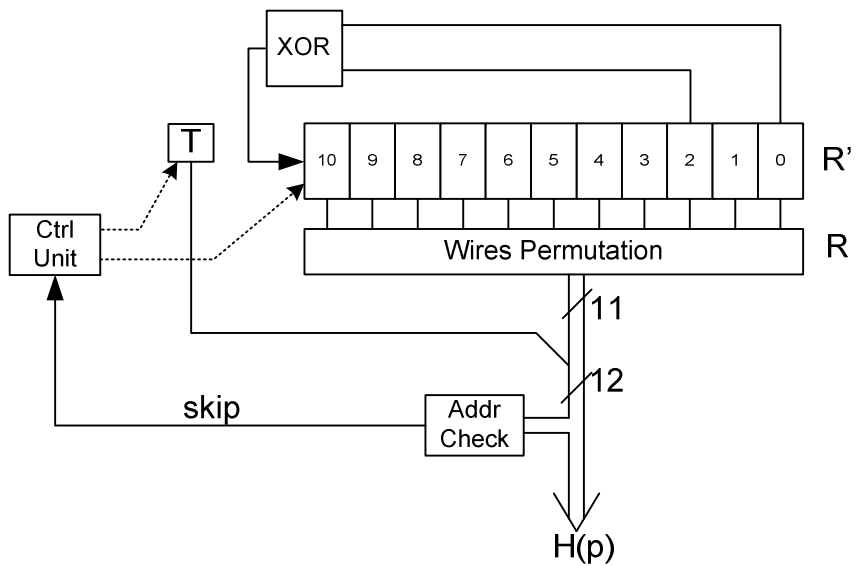 XOR
T
10 9 8 7 6 5 4 3 2 1 0
R’
Ctrl
Unit
Wires Permutation
R
11
12
skip
Addr
Check
H(p)